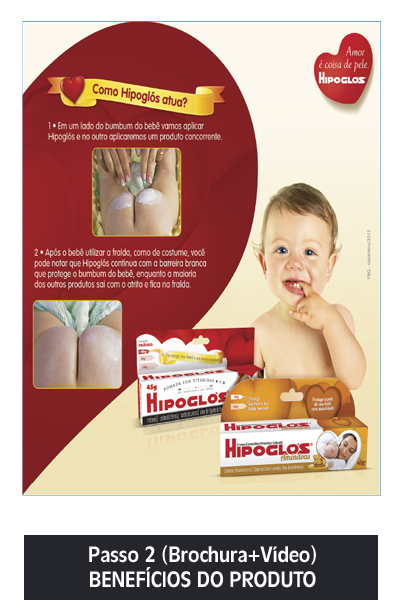 Amor
é coisa de pele.
HIPOGLÓS
Como Hipoglós atua?
1 • Em um lado do bumbum do bebê vamos aplicar
Hipoglós e no outro aplicaremos um produto concorrente.
2 • Após o bebê utilizar a fralda, como de costume, você
pode notar que Hipoglós continua com a barreira branca
que protege o bumbum do bebê, enquanto a maioria
dos outros produtos sai com o atrito e fica na fralda.
45g
POMADA COM VITAMINAS A e D
HIPOGLÓS
HIPOGLÓS
Amêndoas
Passo 2 (Brochura+Vídeo)
BENEFÍCIOS DO PRODUTO